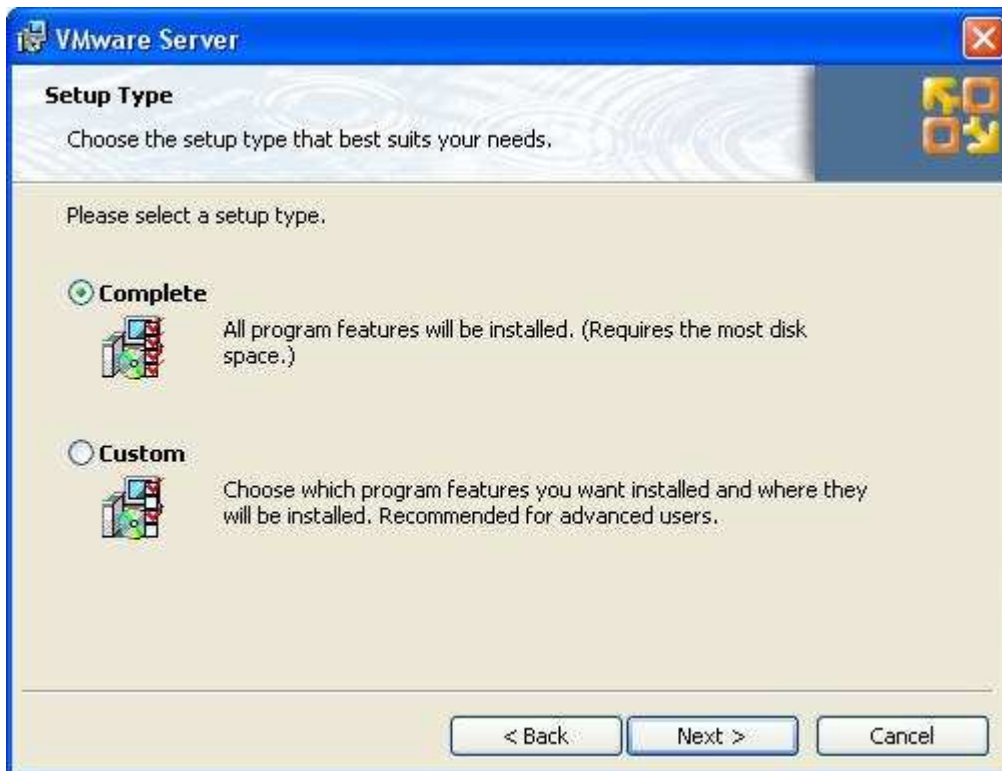 VMware Server
Setup Type
Choose the setup type that best suits your needs.
Please select a setup type.
Complete
All program features will be installed. (Requires the most disk
space.)
Custom
Choose which program features you want installed and where they
will be installed. Recommended for advanced users.
< Back
Next >
Cancel